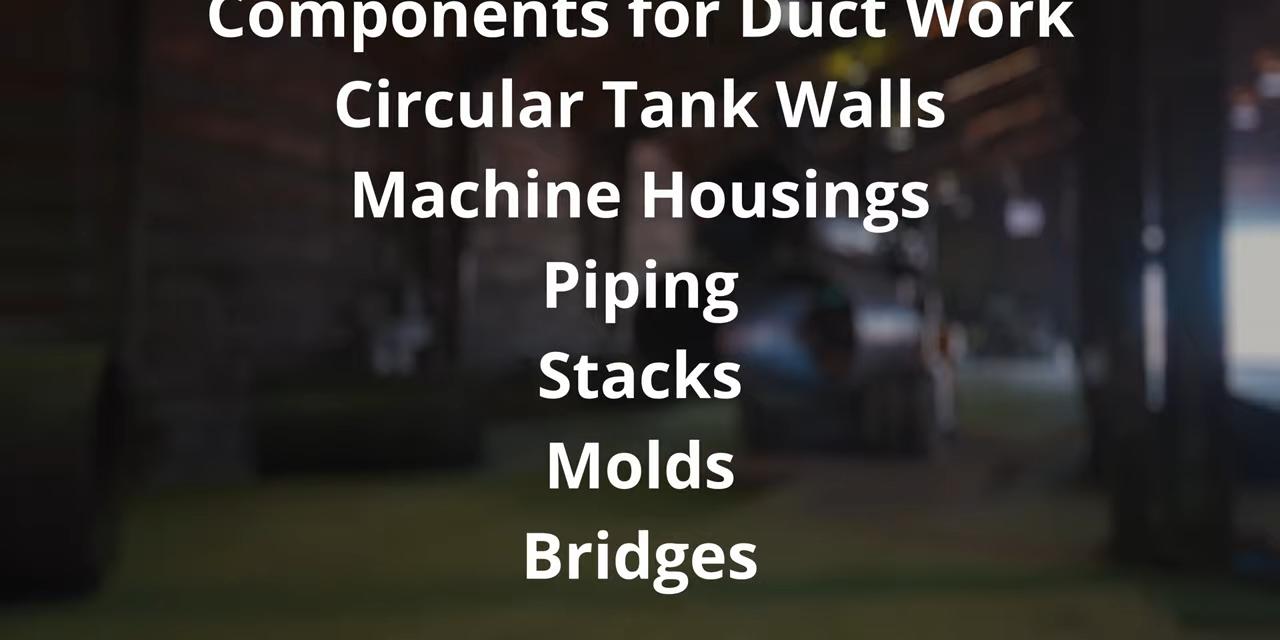 Components for Duct Work
Circular Tank Walls
Machine Housings
Piping
Stacks
Molds
Bridges